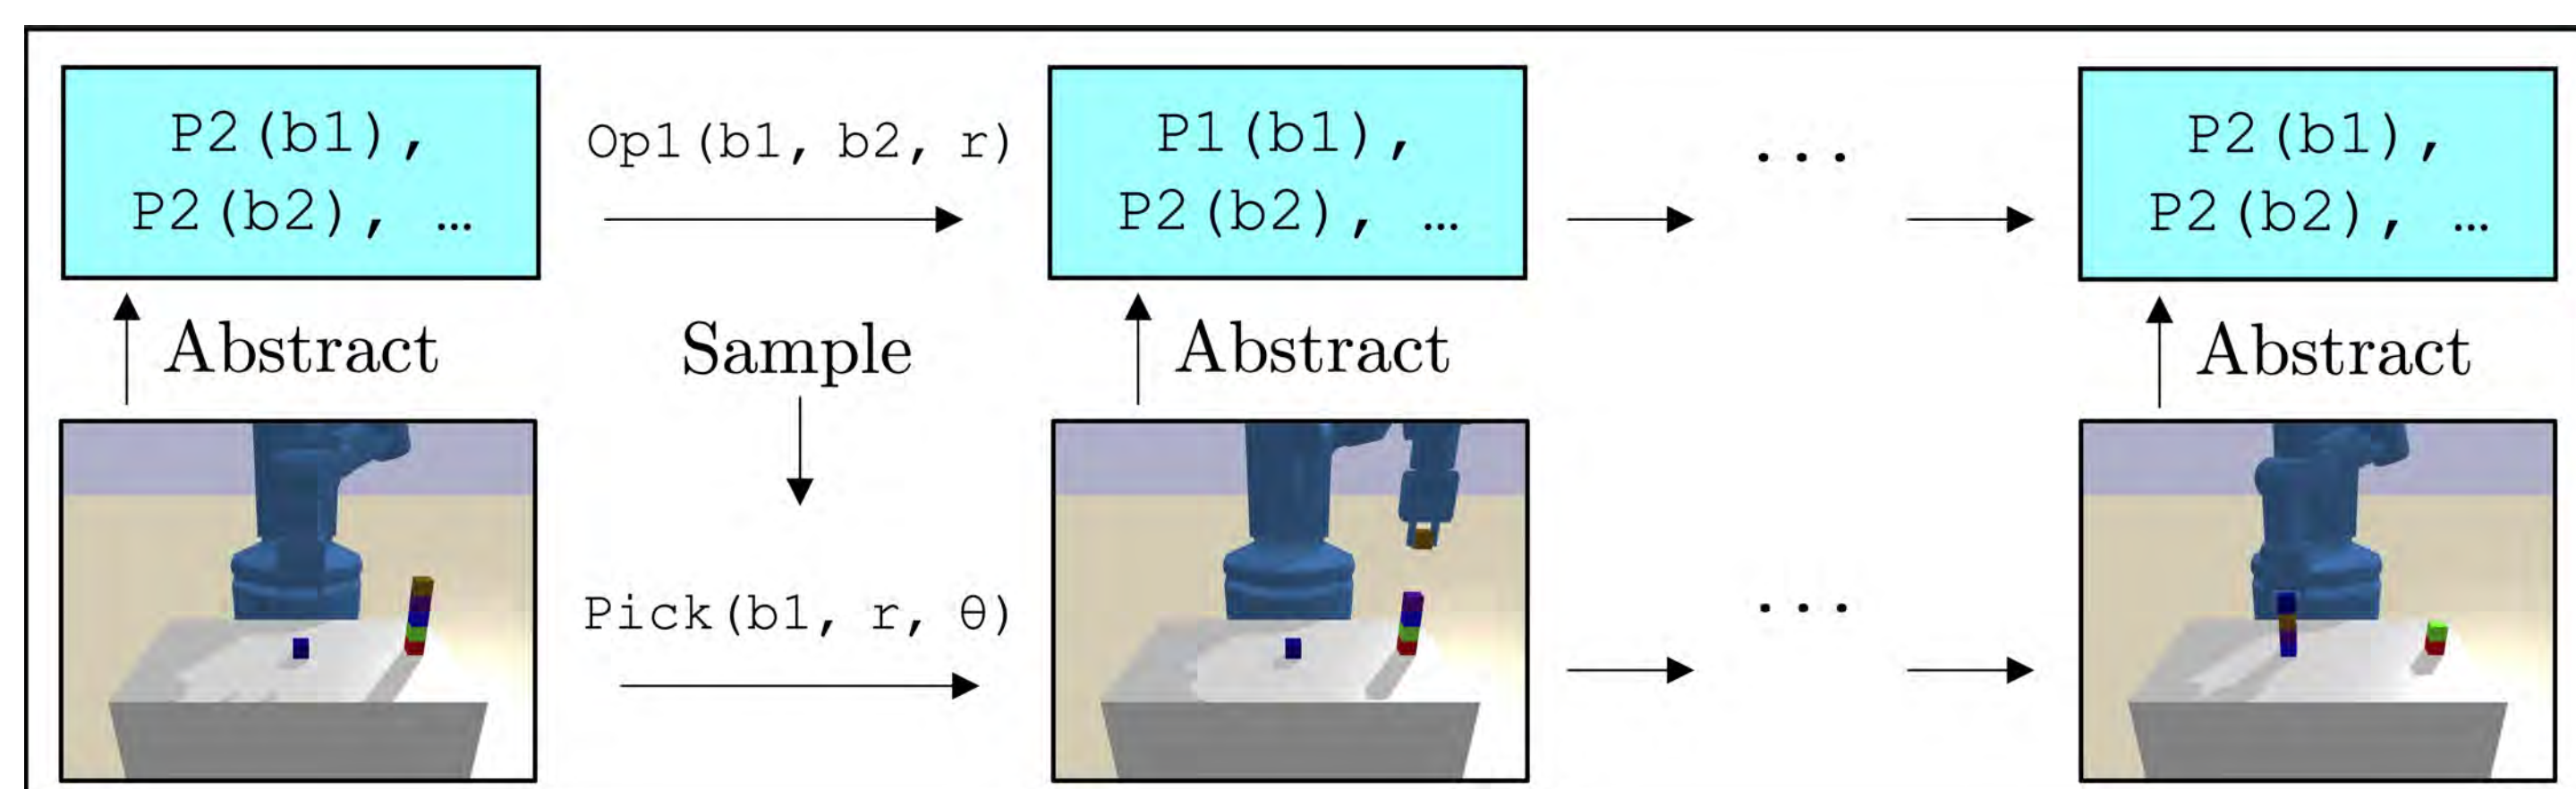 P2(b1),
P2(b2), …
Op1(b1, b2, r)
P1(b1),
P2(b2), …
...
P2(b1),
P2(b2), …
Abstract
Sample
Abstract
Abstract
Pick(b1, r, θ)
...